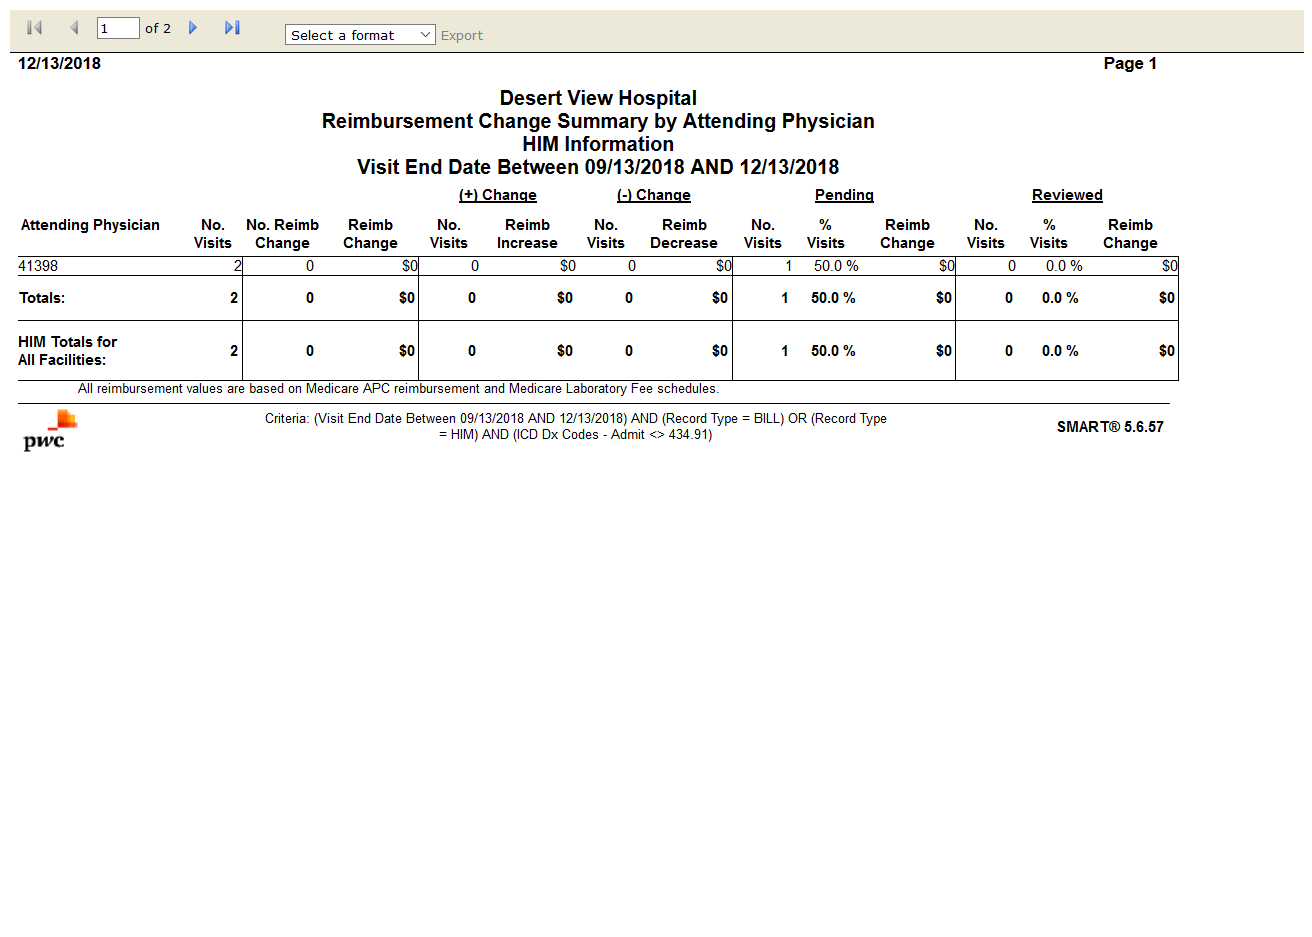 1 of 2 Select a format Export
12/13/2018 Page 1
Desert View Hospital
Reimbursement Change Summary by Attending Physician
HIM Information
Visit End Date Between 09/13/2018 AND 12/13/2018
(+) Change (-) Change Pending Reviewed
Attending Physician No. No. Reimb Reimb No. Reimb No. Reimb No. % Reimb No. % Reimb
Visits Change Change Visits Increase Visits Decrease Visits Visits Change Visits Visits Change
41398 2 0 $0 0 $0 0 $0 1 50.0 % $0 0 0.0 % $0
Totals: 2 0 $0 0 $0 0 $0 1 50.0 % $0 0 0.0 % $0
HIM Totals for
All Facilities: 2 0 $0 0 $0 0 $0 1 50.0 % $0 0 0.0 % $0
All reimbursement values are based on Medicare APC reimbursement and Medicare Laboratory Fee schedules.
pwc
Criteria: (Visit End Date Between 09/13/2018 AND 12/13/2018) AND (Record Type = BILL) OR (Record Type
= HIM) AND (ICD Dx Codes - Admit <> 434.91)
SMART® 5.6.57